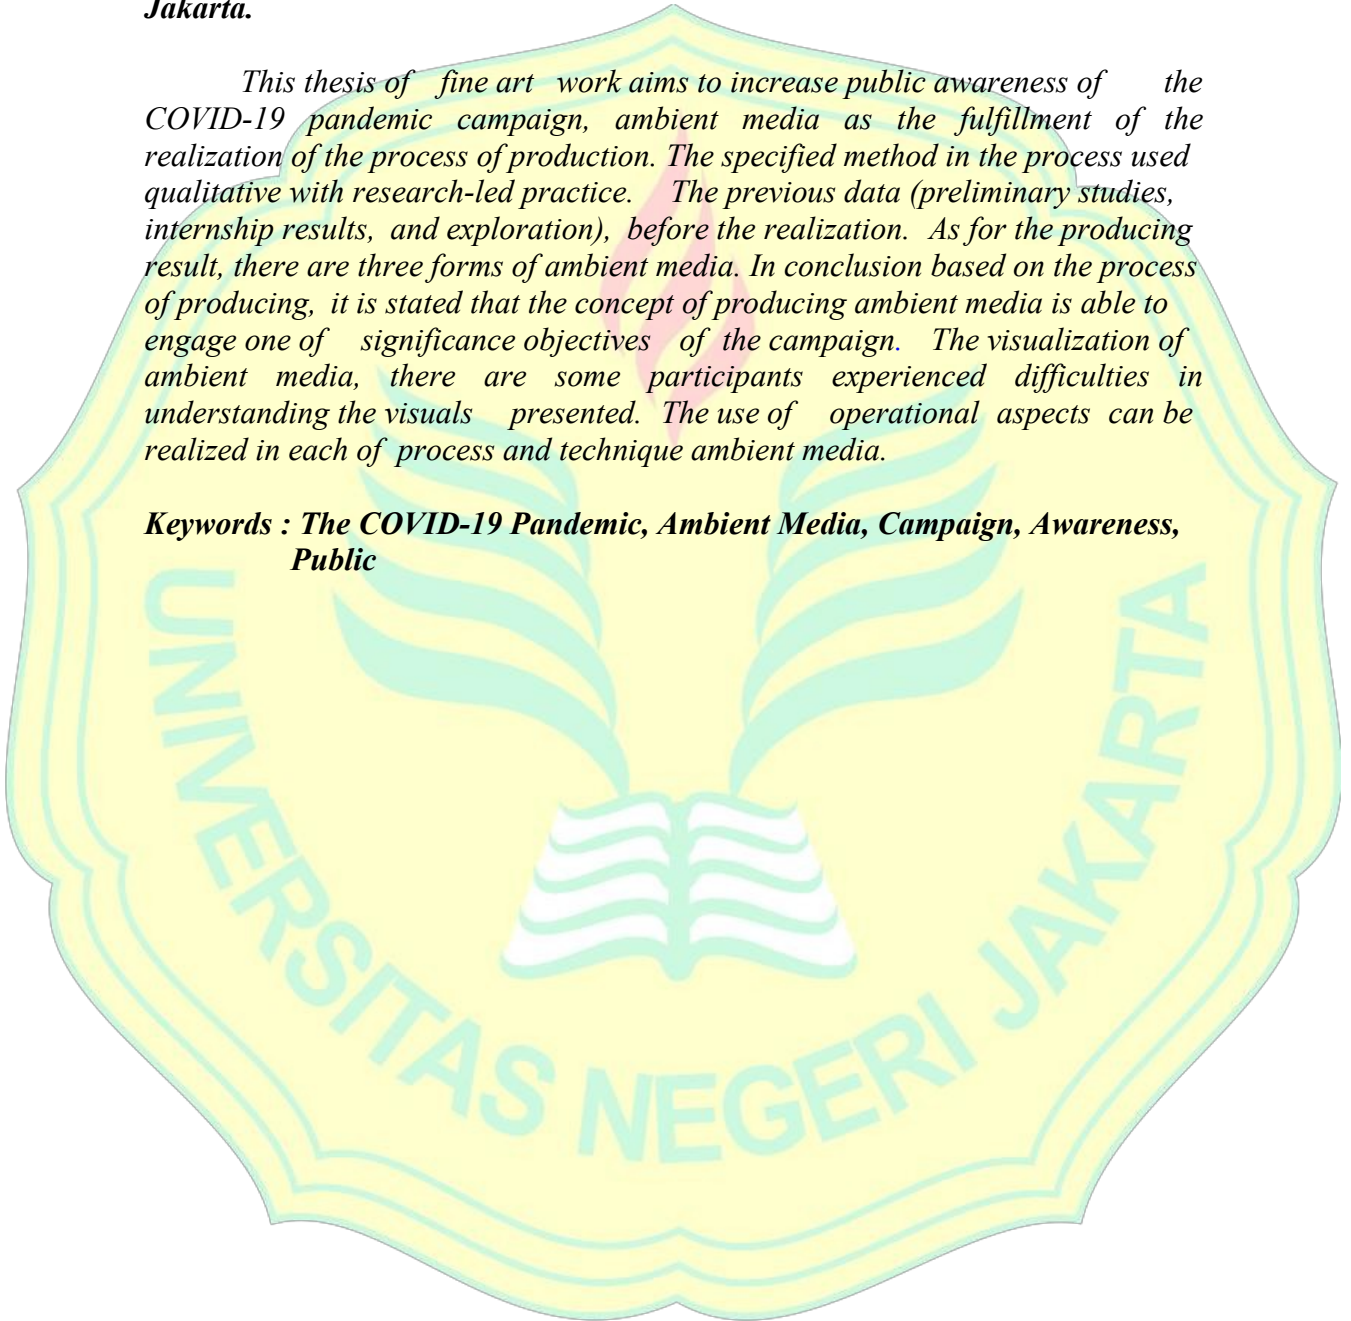 Jakarta.
This thesis of fine art work aims to increase public awareness of the
COVID-19 pandemic campaign, ambient media as the fulfillment of the
realization of the process of production. The specified method in the process used
qualitative with research-led practice. The previous data (preliminary studies,
internship results, and exploration), before the realization. As for the producing
result, there are three forms of ambient media. In conclusion based on the process
of producing, it is stated that the concept of producing ambient media is able to
engage one of significance objectives of the campaign. The visualization of
ambient media, there are some participants experienced difficulties in
understanding the visuals presented. The use of operational aspects can be
realized in each of process and technique ambient media.
Keywords : The COVID-19 Pandemic, Ambient Media, Campaign, Awareness,
Public
UNIVERSITAS NEGERI JAKARTA